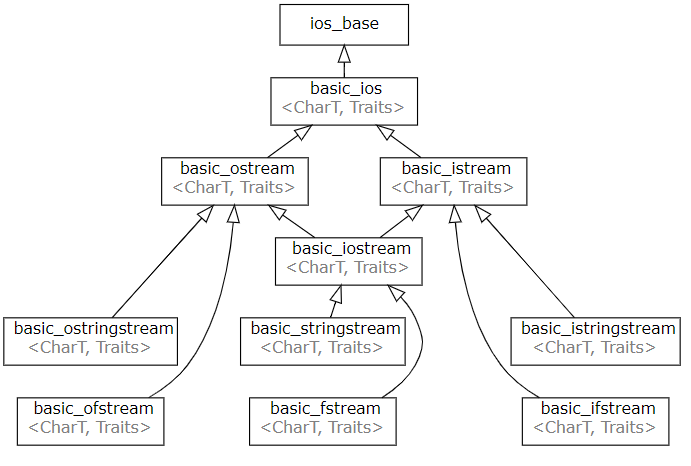 ios_base
basic_ios
<CharT, Traits>
basic_ostream
<CharT, Traits>
basic_istream
<CharT, Traits>
basic_iostream
<CharT, Traits>
basic_ostringstream
<CharT, Traits>
basic_stringstream
<CharT, Traits>
basic_istringstream
<CharT, Traits>
basic_ofstream
<CharT, Traits>
basic_fstream
<CharT, Traits>
basic_ifstream
<CharT, Traits>